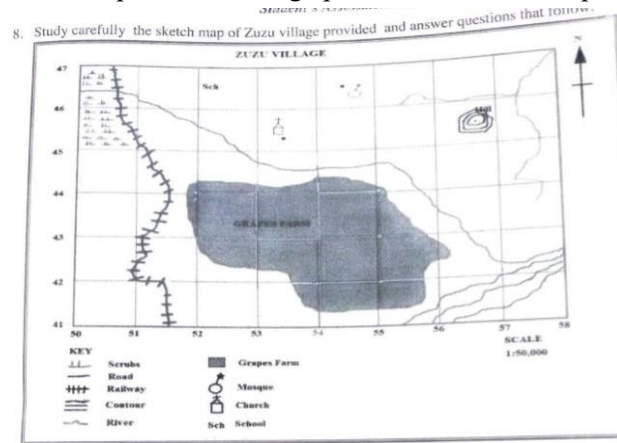 8. Study carefully the sketch map of Zuzu village provided and answer questions that follow.
ZUZU VILLAGE
N
47
Sch
Hill
46
45
44
GRAPES FARM
43
42
41
50 51 52 53 54 55 56 57 58
SCALE
1:50,000
KEY
Scrubs
Road
Railway
Contour
River
Grapes Farm
Mosque
Church
Sch School